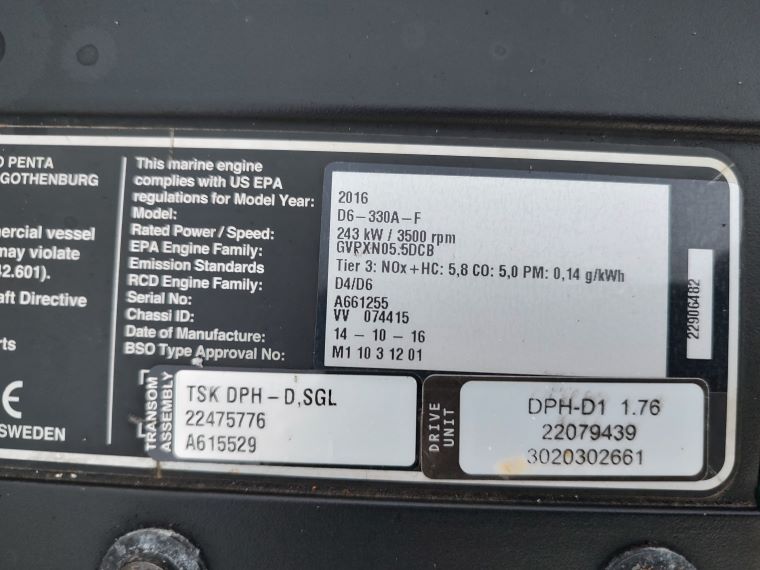 O PENTA
GOTHENBURG
ercial vessel
may violate
42.601).
aft Directive
rts
CE
SWEDEN
This marine engine
complies with US EPA
regulations for Model Year: 2016
Model: D6-330A-F
Rated Power / Speed: 243 kW / 3500 rpm
EPA Engine Family: GVPXN05.5DCB
Emission Standards Tier 3: NOx+HC: 5,8 CO: 5,0 PM: 0,14 g/kWh
RCD Engine Family: D4/D6
Serial No: A661255
Chassi ID: VV 074415
Date of Manufacture: 14 - 10 - 16
BSO Type Approval No: M1 10 3 12 01
22906482
TRANSOM
ASSEMBLY
TSK DPH - D,SGL
22475776
A615529
DRIVE
UNIT
DPH-D1 1.76
22079439
3020302661